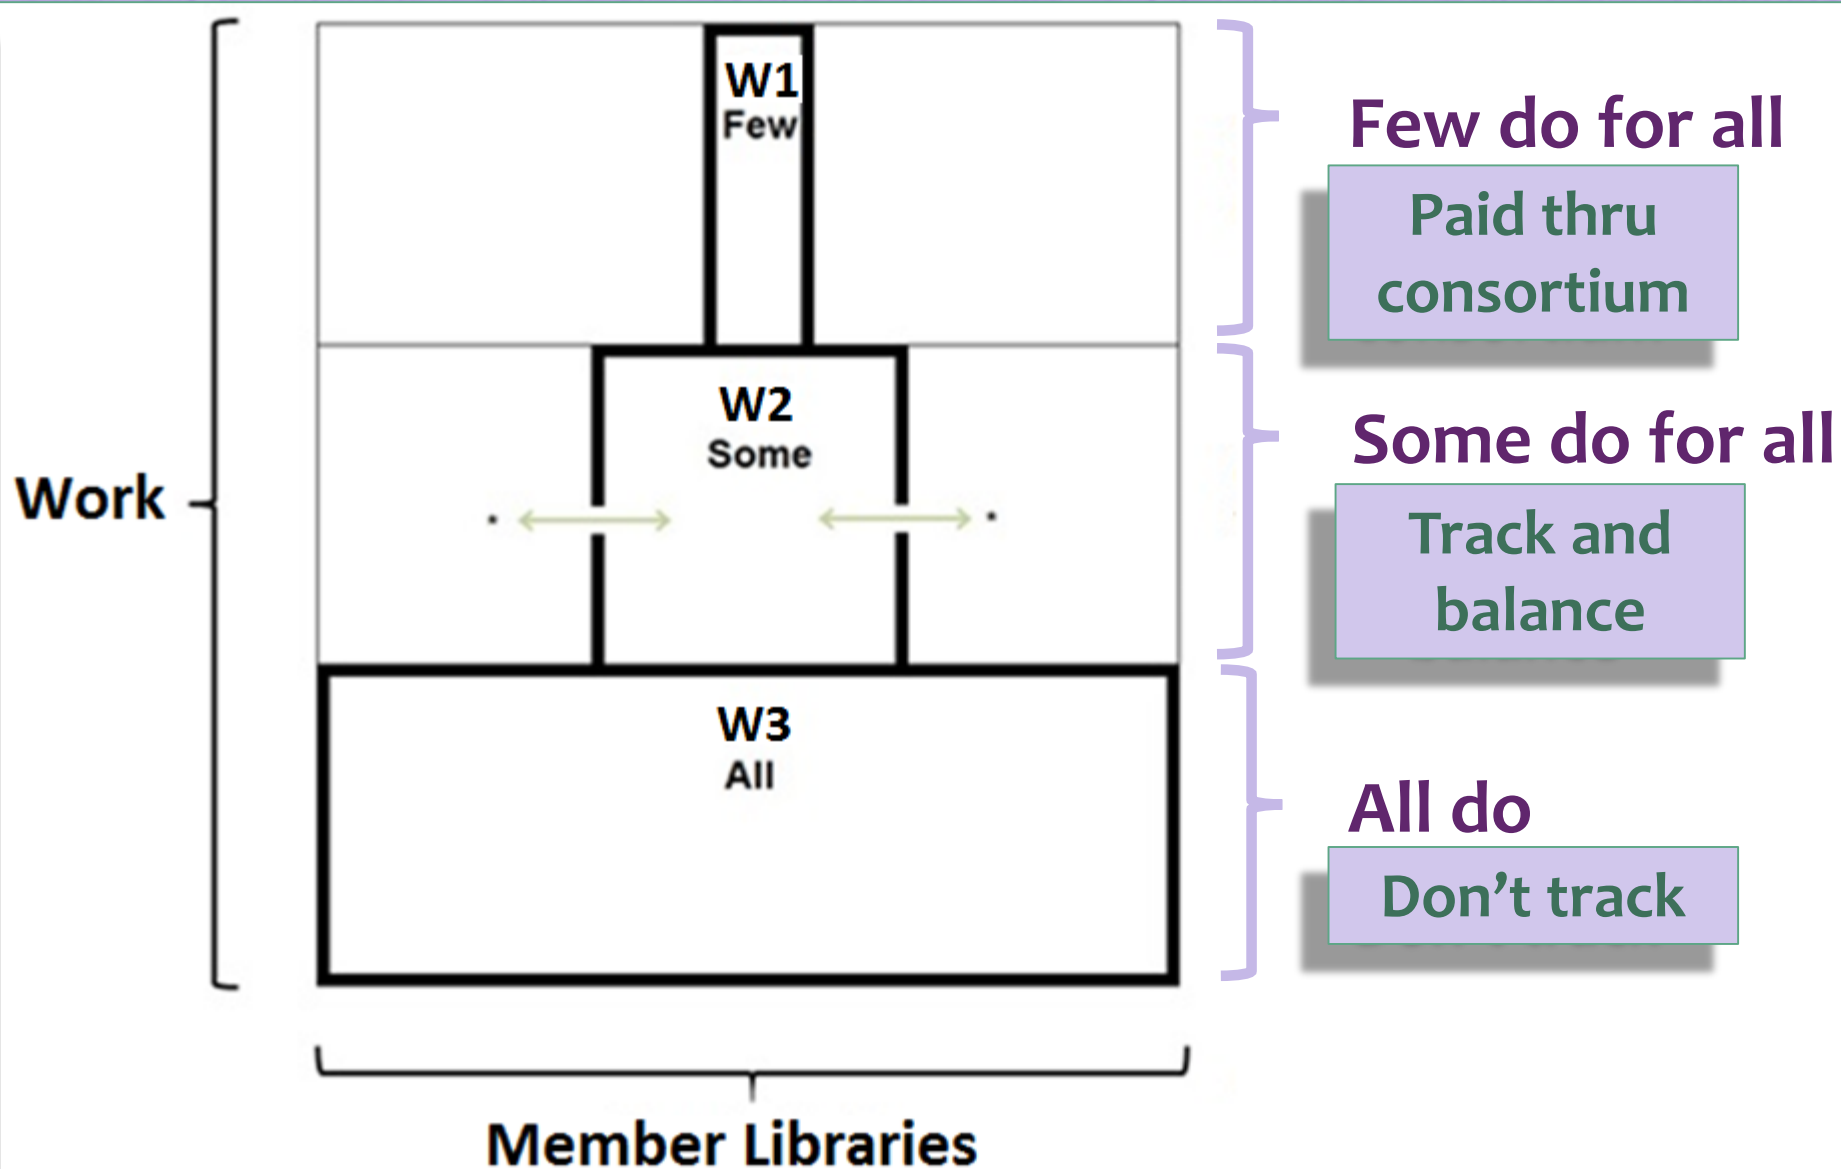 W1
Few
Few do for all
Paid thru
consortium
W2
Some
Some do for all
Track and
balance
Work
W3
All
All do
Don’t track
Member Libraries